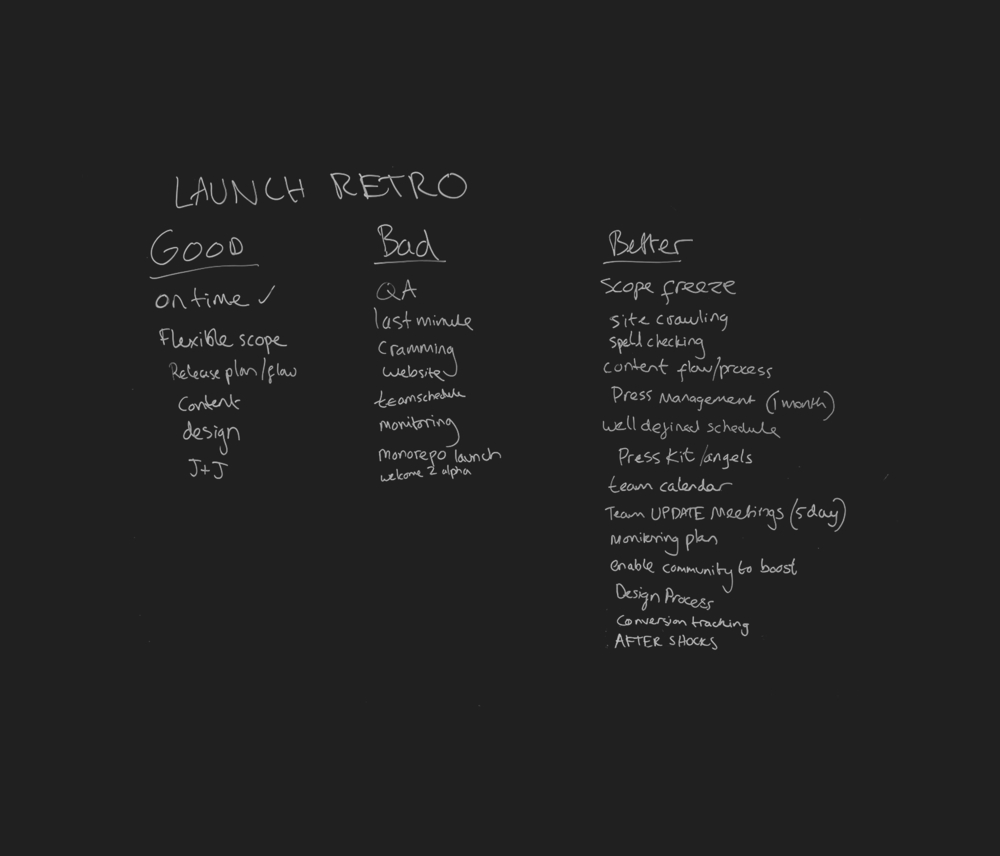 LAUNCH RETRO
GOOD
on time ✓
Flexible scope
Release plan/flow
Content
design
J+J
Bad
QA
last minute
Cramming
website
team schedule
monitoring
monorepo launch
welcome 2 alpha
Better
Scope freeze
site crawling
spell checking
content flow/process
Press Management (1 month)
well defined schedule
Press Kit/angels
team calendar
Team UPDATE Meetings (5 day)
Monitoring plan
enable community to boost
Design Process
Conversion tracking
AFTER SHOCKS